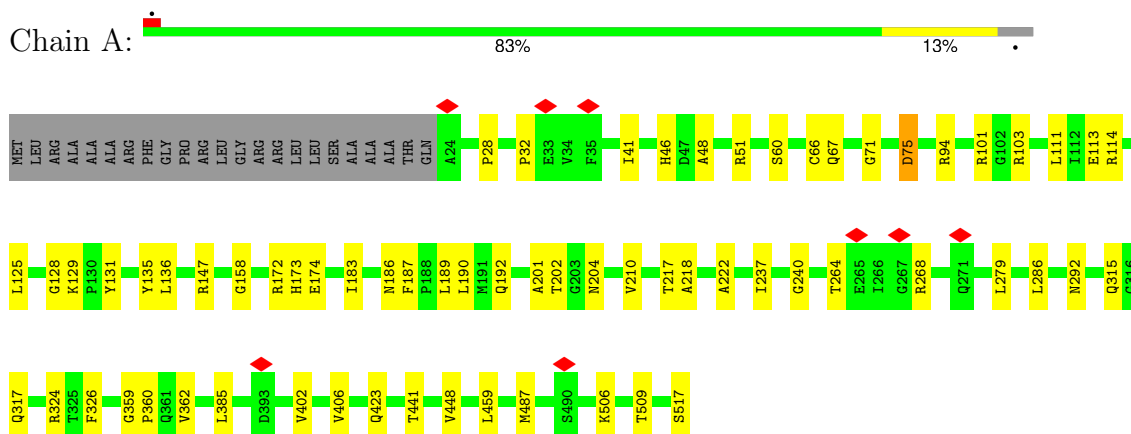 Chain A:
83% 13%
MET LEU ARG ALA ALA ALA ALA ARG PHE GLY PRO ARG LEU GLY ARG ARG LEU LEU SER ALA ALA ALA THR GLN A24 P28 P32 E33 V34 F35 I41 H46 D47 A48 R51 S60 C66 Q67 G71 D75 R94 R101 G102 R103 L111 I112 E113 R114
L125 G128 K129 P130 Y131 Y135 L136 R147 G158 R172 H173 E174 I183 N186 F187 P188 L189 L190 M191 Q192 A201 T202 G203 N204 V210 T217 A218 A222 I237 G240 T264 E265 I266 G267 R268 Q271 L279 L286 N292 Q315 G316
Q317 R324 T325 F326 G359 P360 Q361 V362 L385 D393 V402 V406 Q423 T441 V448 L459 M487 S490 K506 T509 S517